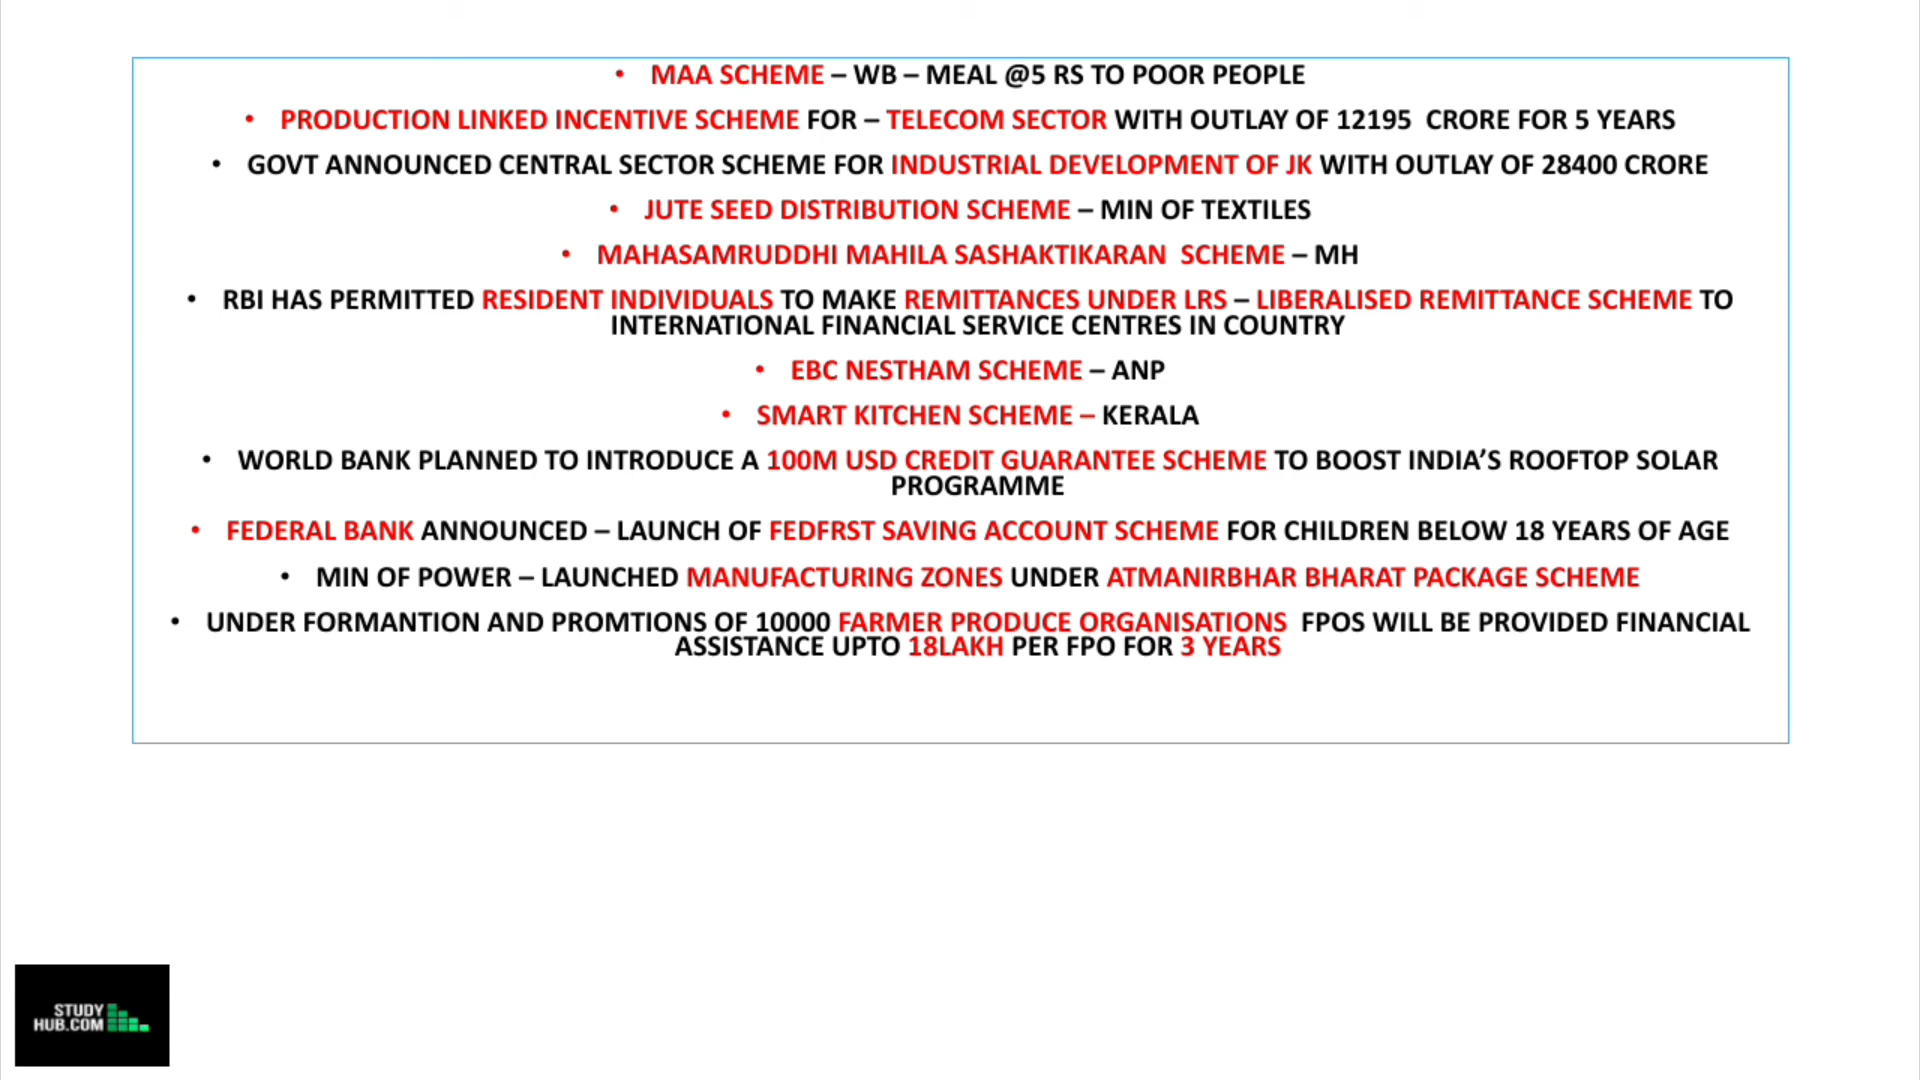 • MAA SCHEME – WB – MEAL @5 RS TO POOR PEOPLE
• PRODUCTION LINKED INCENTIVE SCHEME FOR – TELECOM SECTOR WITH OUTLAY OF 12195 CRORE FOR 5 YEARS
• GOVT ANNOUNCED CENTRAL SECTOR SCHEME FOR INDUSTRIAL DEVELOPMENT OF JK WITH OUTLAY OF 28400 CRORE
• JUTE SEED DISTRIBUTION SCHEME – MIN OF TEXTILES
• MAHASAMRUDDHI MAHILA SASHAKTIKARAN SCHEME – MH
• RBI HAS PERMITTED RESIDENT INDIVIDUALS TO MAKE REMITTANCES UNDER LRS – LIBERALISED REMITTANCE SCHEME TO
INTERNATIONAL FINANCIAL SERVICE CENTRES IN COUNTRY
• EBC NESTHAM SCHEME – ANP
• SMART KITCHEN SCHEME – KERALA
• WORLD BANK PLANNED TO INTRODUCE A 100M USD CREDIT GUARANTEE SCHEME TO BOOST INDIA’S ROOFTOP SOLAR
PROGRAMME
• FEDERAL BANK ANNOUNCED – LAUNCH OF FEDFRST SAVING ACCOUNT SCHEME FOR CHILDREN BELOW 18 YEARS OF AGE
• MIN OF POWER – LAUNCHED MANUFACTURING ZONES UNDER ATMANIRBHAR BHARAT PACKAGE SCHEME
• UNDER FORMANTION AND PROMTIONS OF 10000 FARMER PRODUCE ORGANISATIONS FPOS WILL BE PROVIDED FINANCIAL
ASSISTANCE UPTO 18LAKH PER FPO FOR 3 YEARS
STUDY
HUB.COM